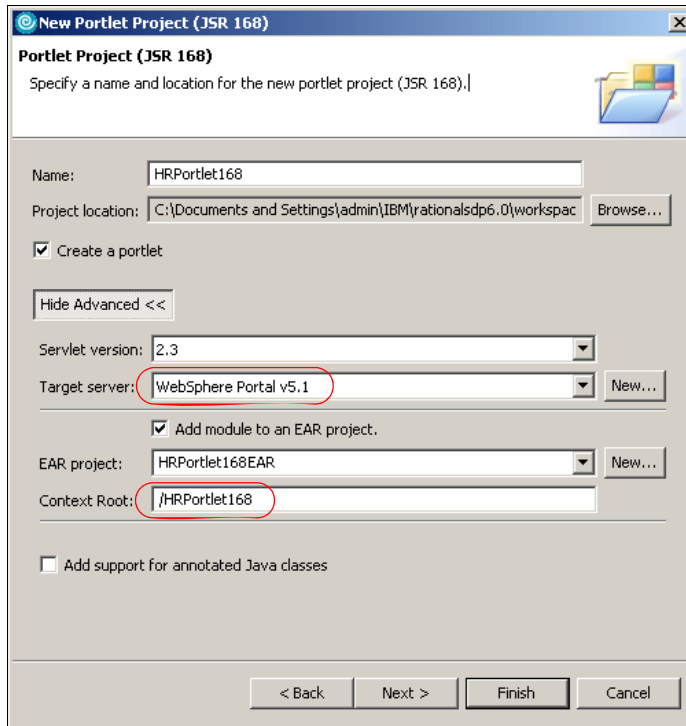 New Portlet Project (JSR 168)
Portlet Project (JSR 168)
Specify a name and location for the new portlet project (JSR 168).
Name: HRPortlet168
Project location: C:\Documents and Settings\admin\IBM\rationalsdp6.0\workspac Browse...
Create a portlet
Hide Advanced <<
Servlet version: 2.3
Target server: WebSphere Portal v5.1 New...
Add module to an EAR project.
EAR project: HRPortlet168EAR New...
Context Root: /HRPortlet168
Add support for annotated Java classes
< Back Next > Finish Cancel